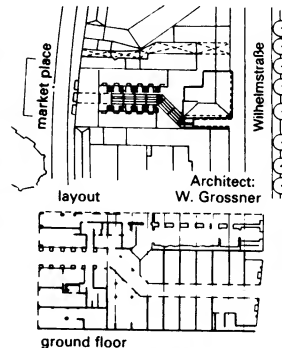 market place
Wilhelmstraße
layout
Architect:
W. Grossner
ground floor